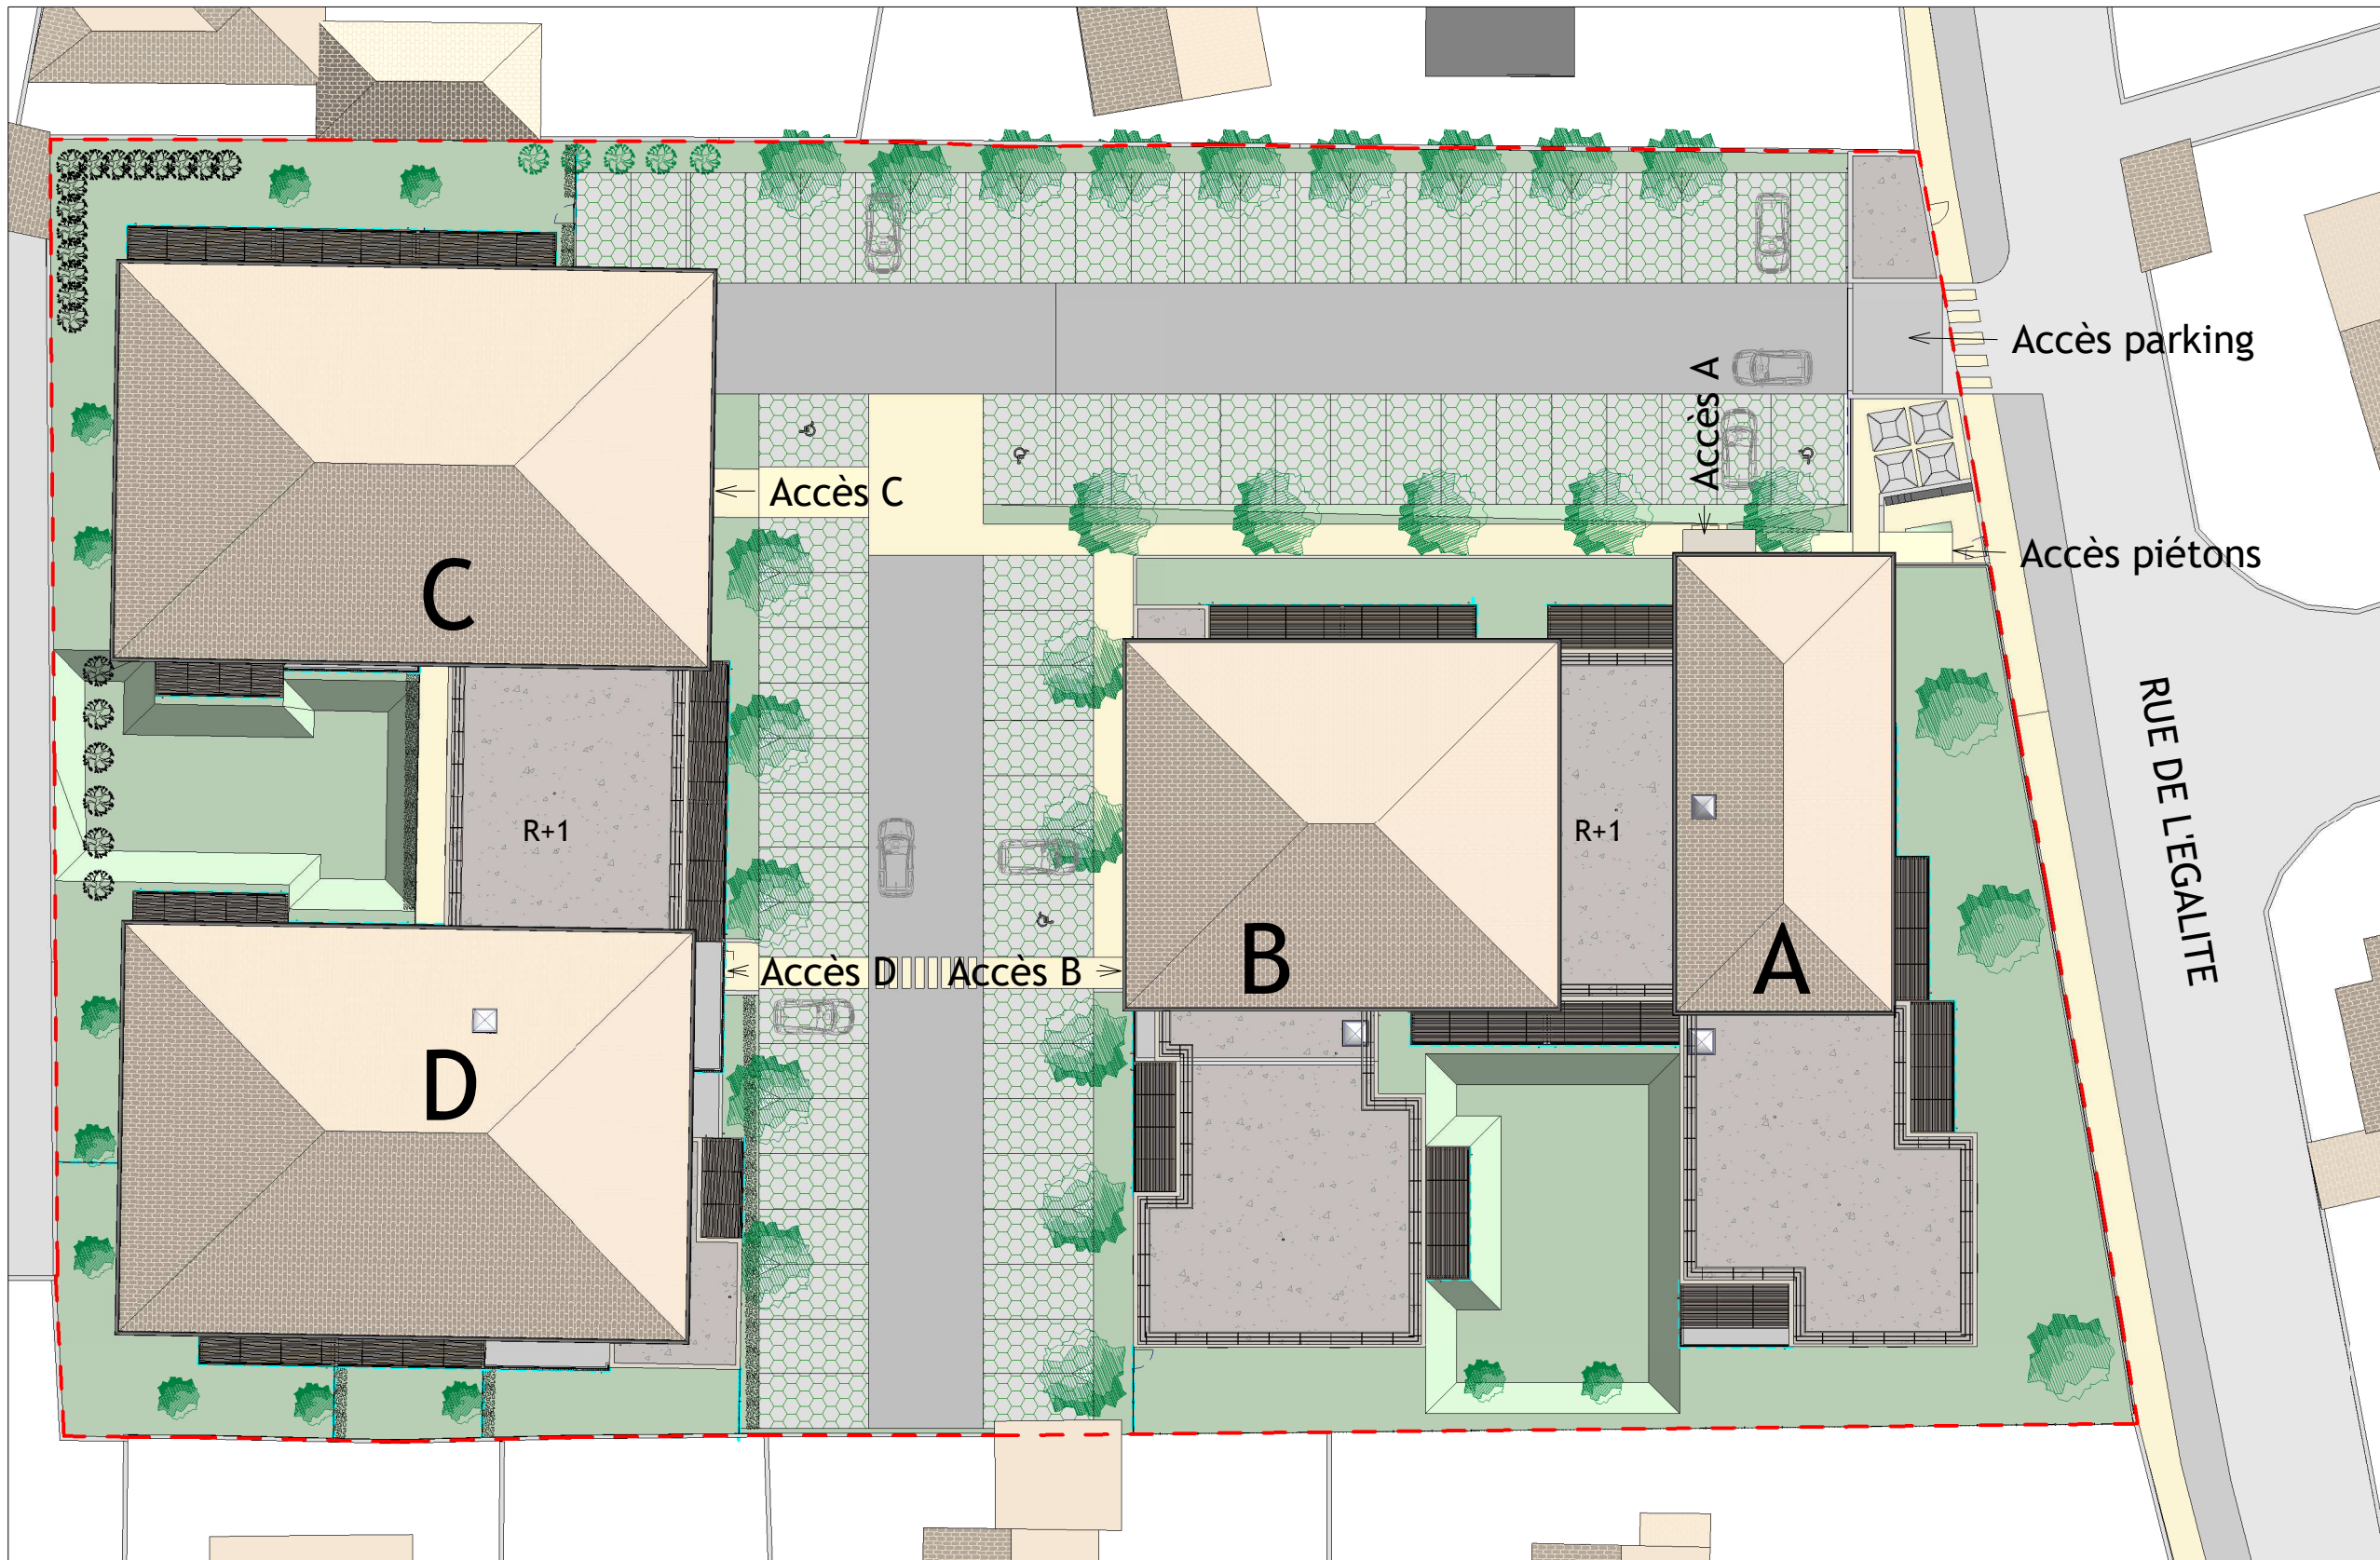 Accès parking
Accès A
Accès C
Accès piétons
C
RUE DE L'EGALITE
R+1
R+1
Accès D
Accès B
B
A
D